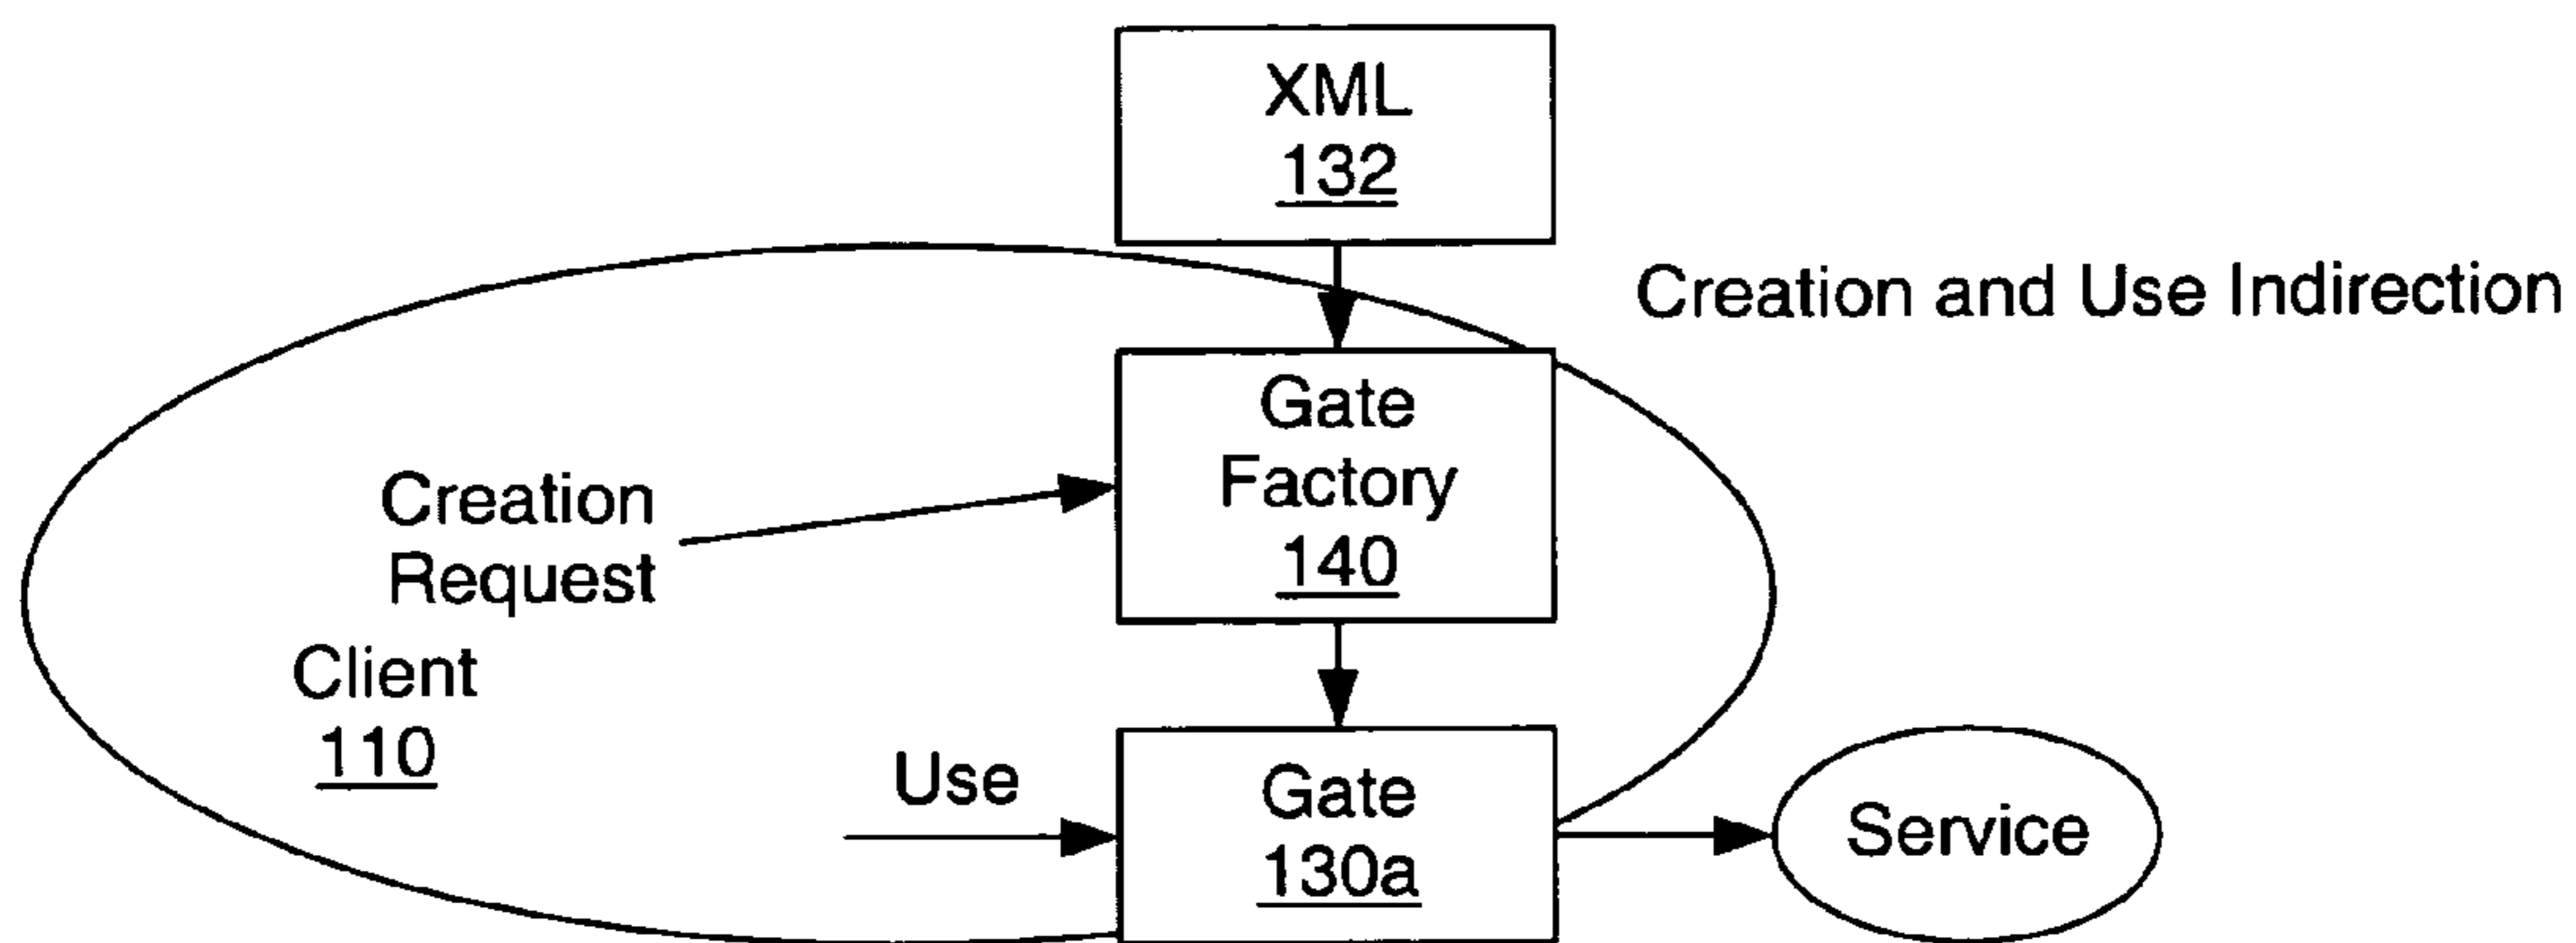 XML
132
Creation and Use Indirection
Gate
Factory
140
Creation
Request
Client
110
Use
Gate
130a
Service